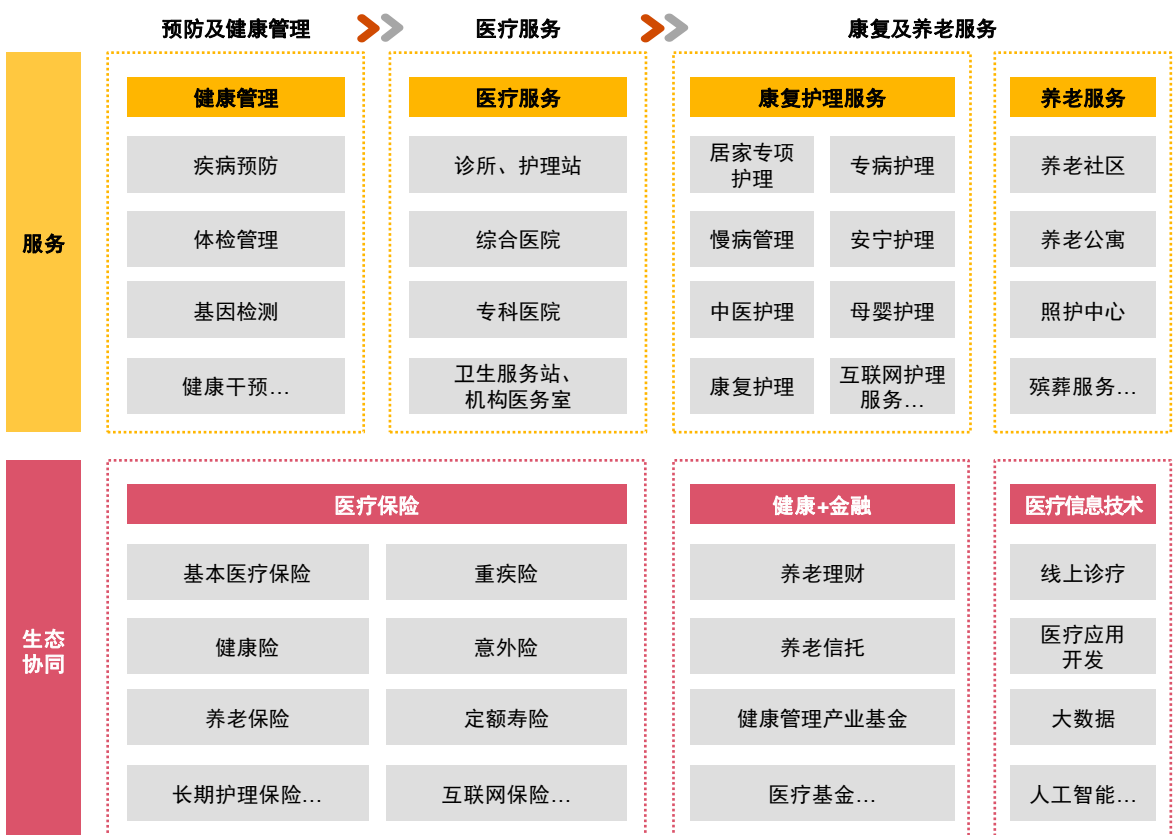 预防及健康管理
医疗服务
康复及养老服务
服务
健康管理
疾病预防
体检管理
基因检测
健康干预…
医疗服务
诊所、护理站
综合医院
专科医院
卫生服务站、
机构医务室
康复护理服务
居家专项
护理
专病护理
慢病管理
安宁护理
中医护理
母婴护理
康复护理
互联网护理
服务…
养老服务
养老社区
养老公寓
照护中心
殡葬服务…
生态
协同
医疗保险
基本医疗保险
重疾险
健康险
意外险
养老保险
定额寿险
长期护理保险…
互联网保险…
健康+金融
养老理财
养老信托
健康管理产业基金
医疗基金…
医疗信息技术
线上诊疗
医疗应用
开发
大数据
人工智能…